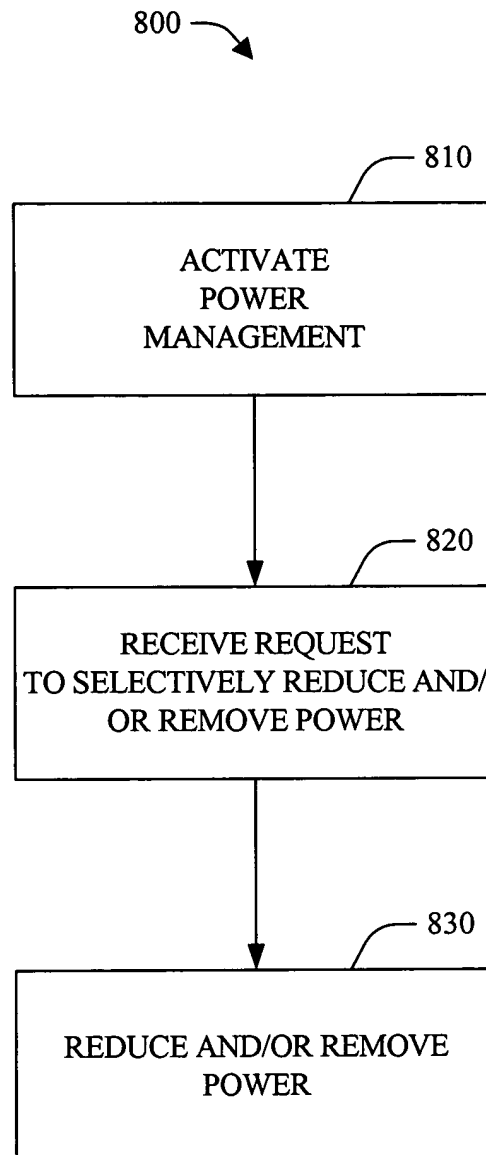 800
810
ACTIVATE
POWER
MANAGEMENT
820
RECEIVE REQUEST
TO SELECTIVELY REDUCE AND/
OR REMOVE POWER
830
REDUCE AND/OR REMOVE
POWER